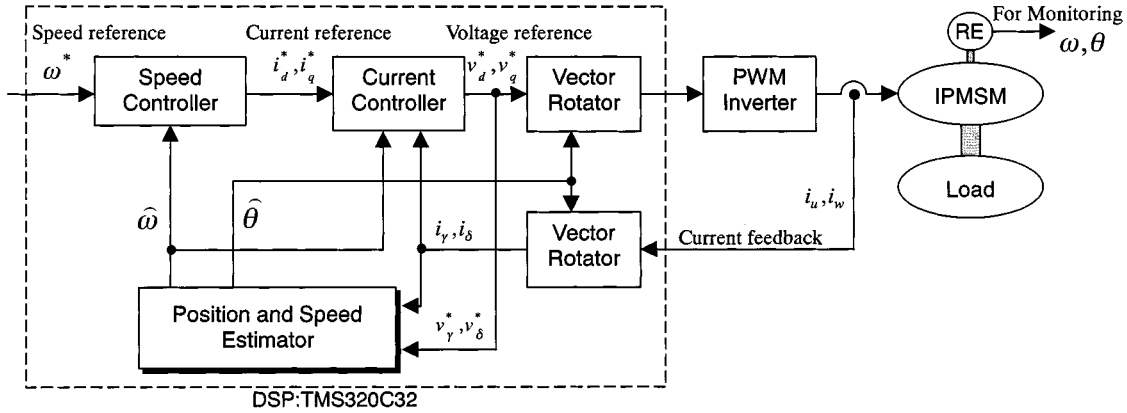 Speed reference
ω*
Speed
Controller
Current reference
i*d, i*q
Current
Controller
Voltage reference
v*d, v*q
Vector
Rotator
PWM
Inverter
RE
For Monitoring
ω, θ
IPMSM
Load
iu, iw
Current feedback
Vector
Rotator
iγ, iδ
ω̂
θ̂
Position and Speed
Estimator
v*γ, v*δ
DSP:TMS320C32